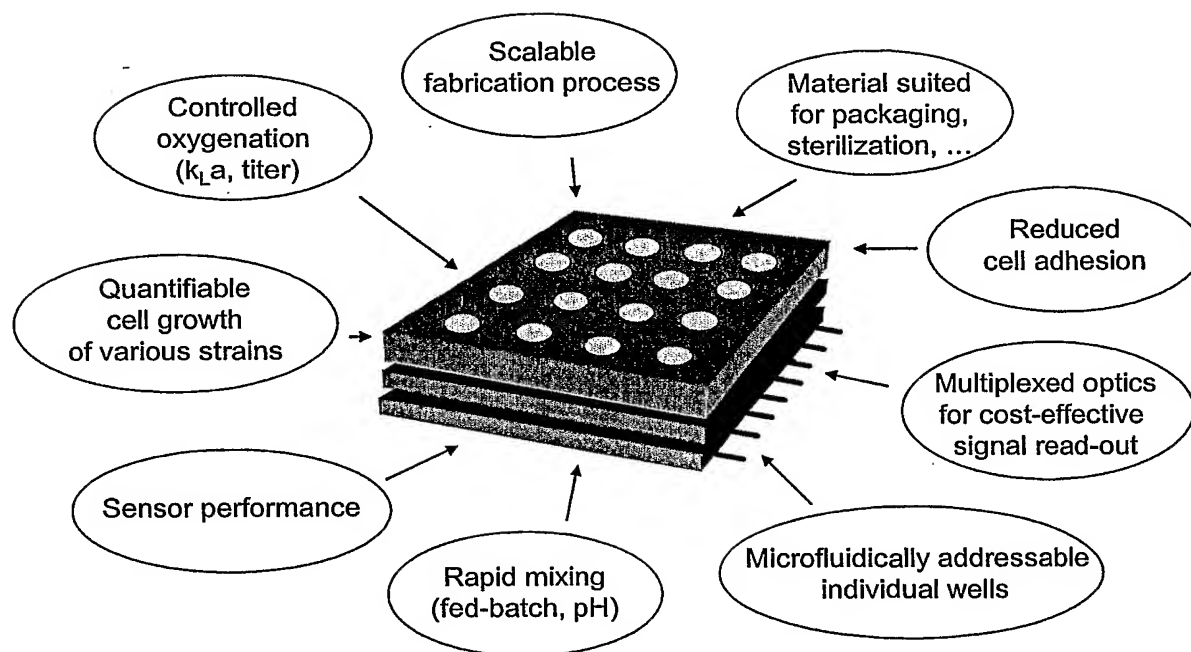 Scalable
fabrication process
Material suited
for packaging,
sterilization, ...
Controlled
oxygenation
(kLa, titer)
Reduced
cell adhesion
Quantifiable
cell growth
of various strains
Multiplexed optics
for cost-effective
signal read-out
Sensor performance
Microfluidically addressable
individual wells
Rapid mixing
(fed-batch, pH)